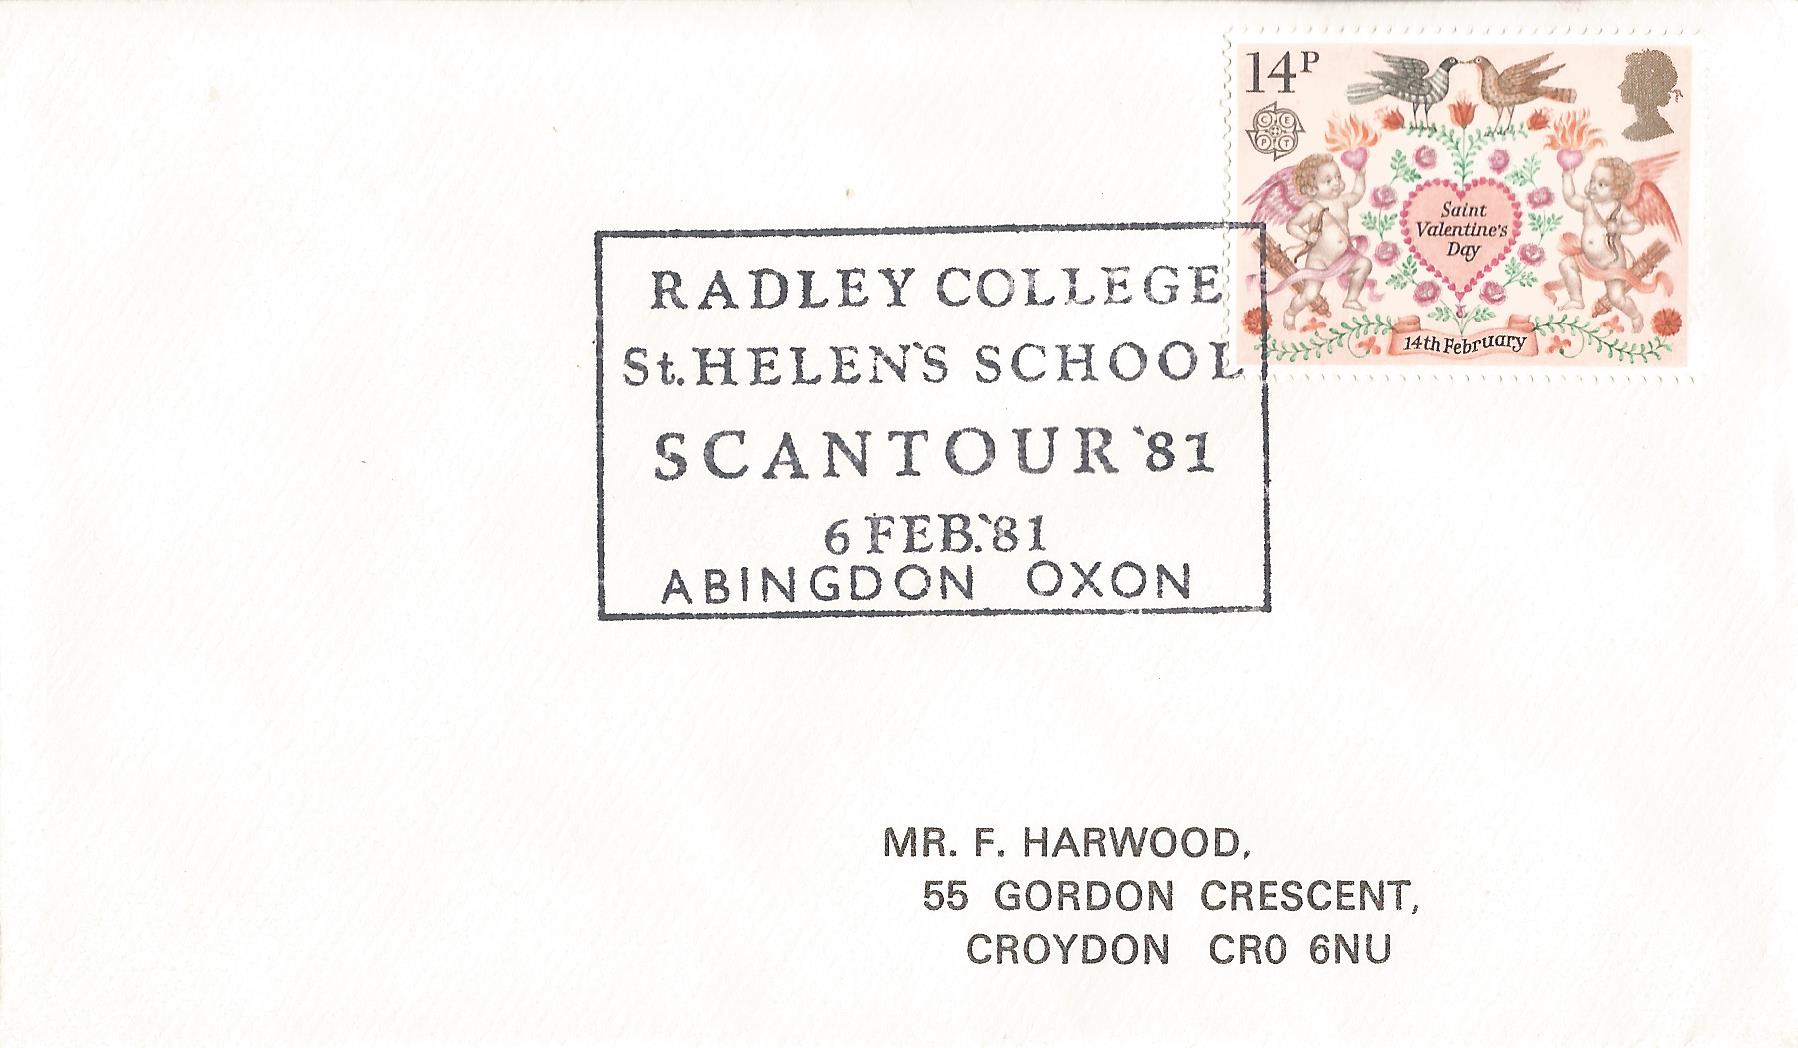 14P
CEPT
Saint
Valentine's
Day
14th February
RADLEY COLLEGE
St. HELEN'S SCHOOL
SCANTOUR '81
6 FEB. '81
ABINGDON OXON
MR. F. HARWOOD,
55 GORDON CRESCENT,
CROYDON CR0 6NU